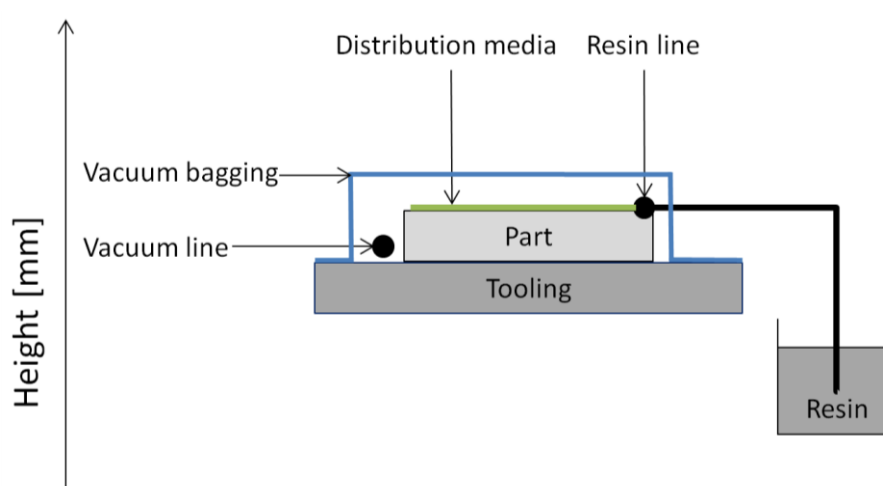 Distribution media
Resin line
Vacuum bagging
Vacuum line
Part
Tooling
Height [mm]
Resin